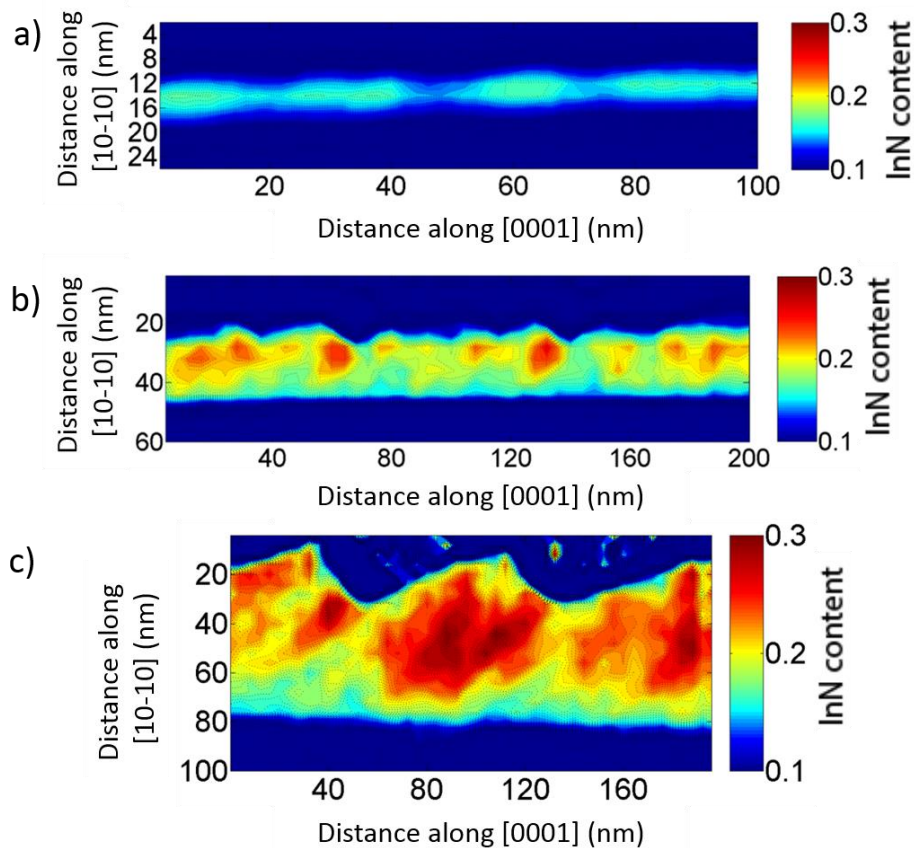 a)
Distance along
[10-10] (nm)
4
8
12
16
20
24
20 40 60 80 100
Distance along [0001] (nm)
0.3
0.2
0.1
InN content
b)
Distance along
[10-10] (nm)
20
40
60
40 80 120 160 200
Distance along [0001] (nm)
0.3
0.2
0.1
InN content
c)
Distance along
[10-10] (nm)
20
40
60
80
100
40 80 120 160
Distance along [0001] (nm)
0.3
0.2
0.1
InN content